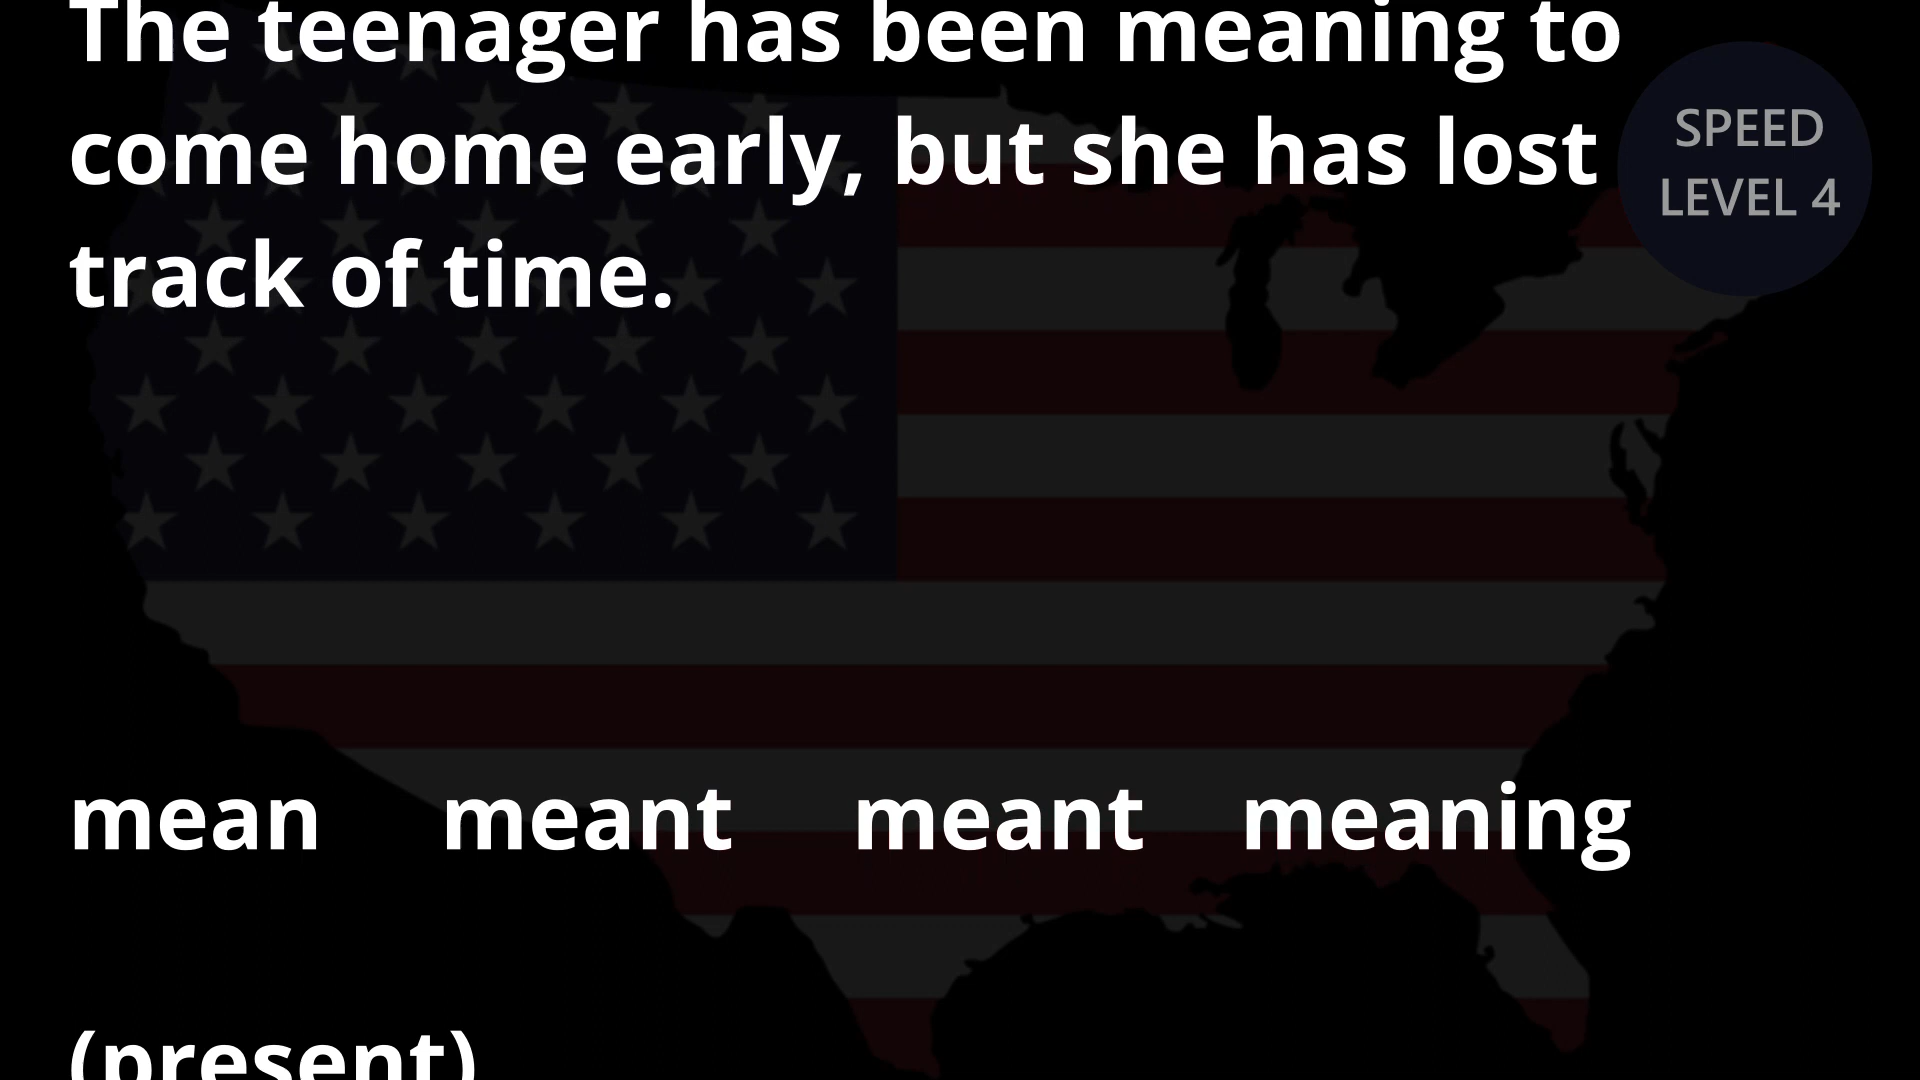 The teenager has been meaning to
come home early, but she has lost
track of time.
SPEED
LEVEL 4
mean meant meant meaning
(present)